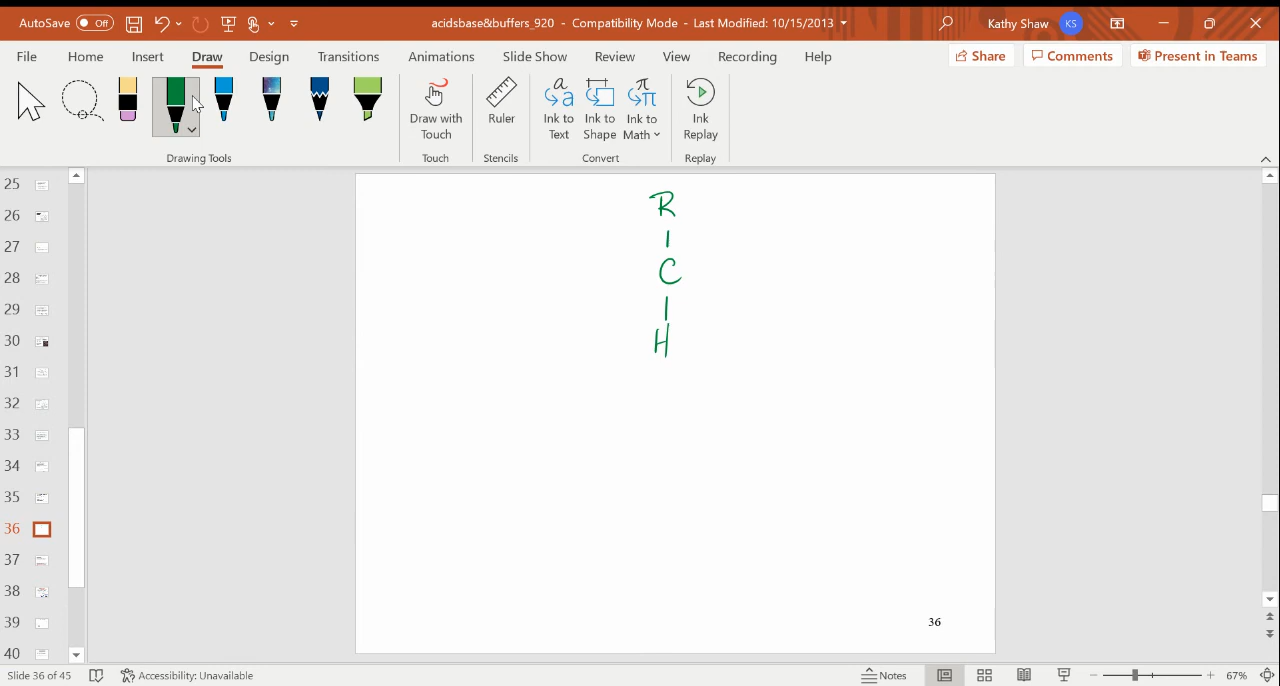 AutoSave Off acidsbase&buffers_920 - Compatibility Mode - Last Modified: 10/15/2013 Kathy Shaw KS
File Home Insert Draw Design Transitions Animations Slide Show Review View Recording Help Share Comments Present in Teams
Draw with Touch
Ruler
Ink to Text
Ink to Shape
Ink to Math
Ink Replay
Drawing Tools Touch Stencils Convert Replay
25
26
27
28
29
30
31
32
33
34
35
36
37
38
39
40
R
C
H
36
Slide 36 of 45 Accessibility: Unavailable Notes 67%